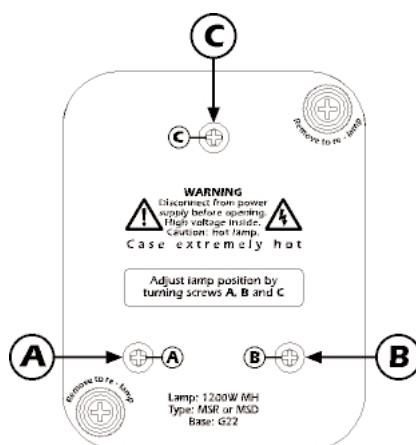 C
Remove to re - lamp
C
WARNING
Disconnect from power
supply before opening.
High voltage inside.
Caution: hot lamp.
Case extremely hot
Adjust lamp position by
turning screws A, B and C
A
A
B
B
Remove to re - lamp
Lamp: 1200W MH
Type: MSR or MSD
Base: G22